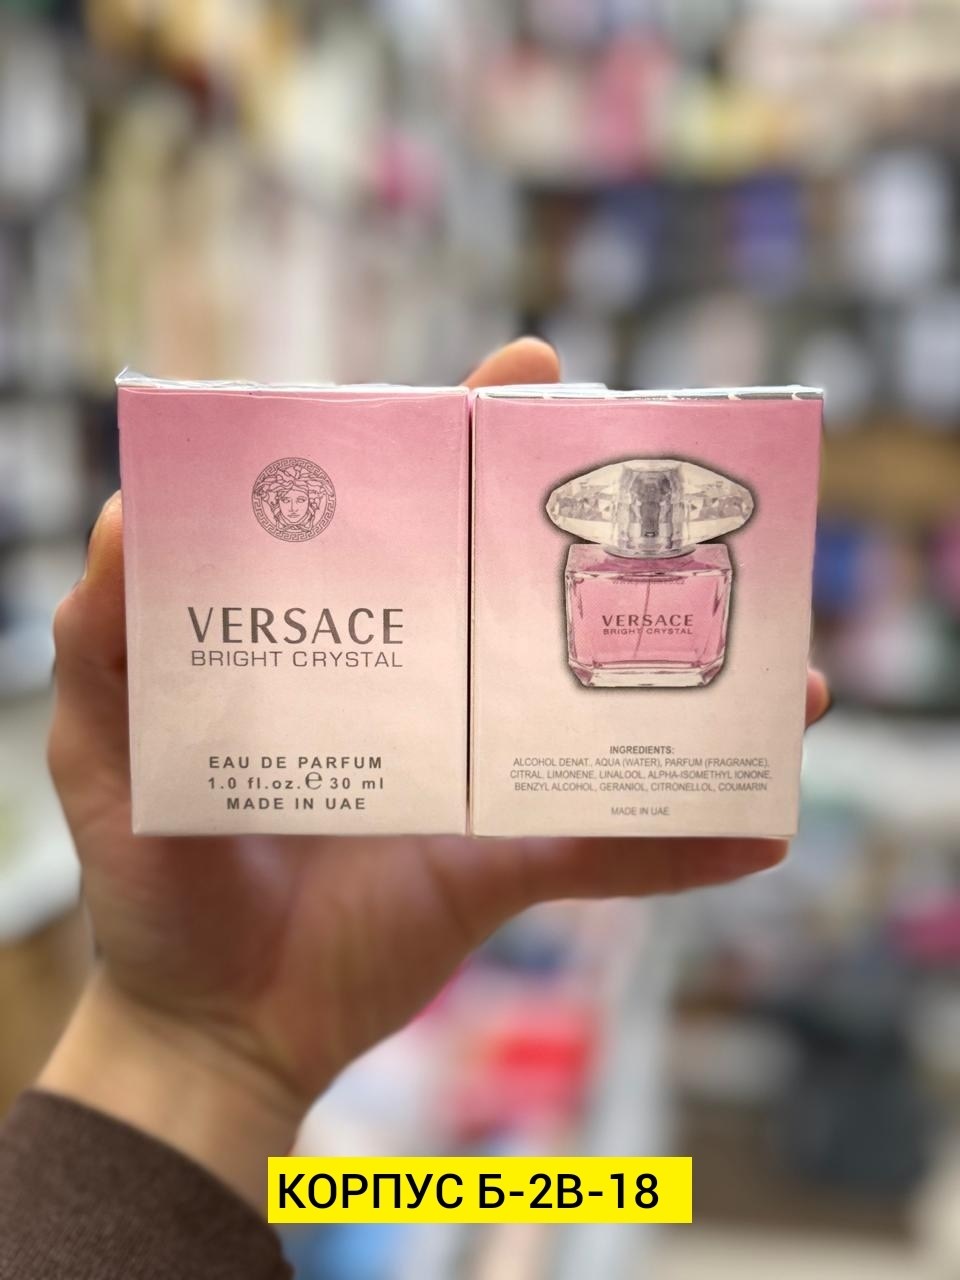 VERSACE
BRIGHT CRYSTAL
EAU DE PARFUM
1.0 fl.oz. ℮ 30 ml
MADE IN UAE
VERSACE
BRIGHT CRYSTAL
INGREDIENTS:
ALCOHOL DENAT., AQUA (WATER), PARFUM (FRAGRANCE),
CITRAL, LIMONENE, LINALOOL, ALPHA-ISOMETHYL IONONE,
BENZYL ALCOHOL, GERANIOL, CITRONELLOL, COUMARIN
MADE IN UAE
КОРПУС Б-2В-18